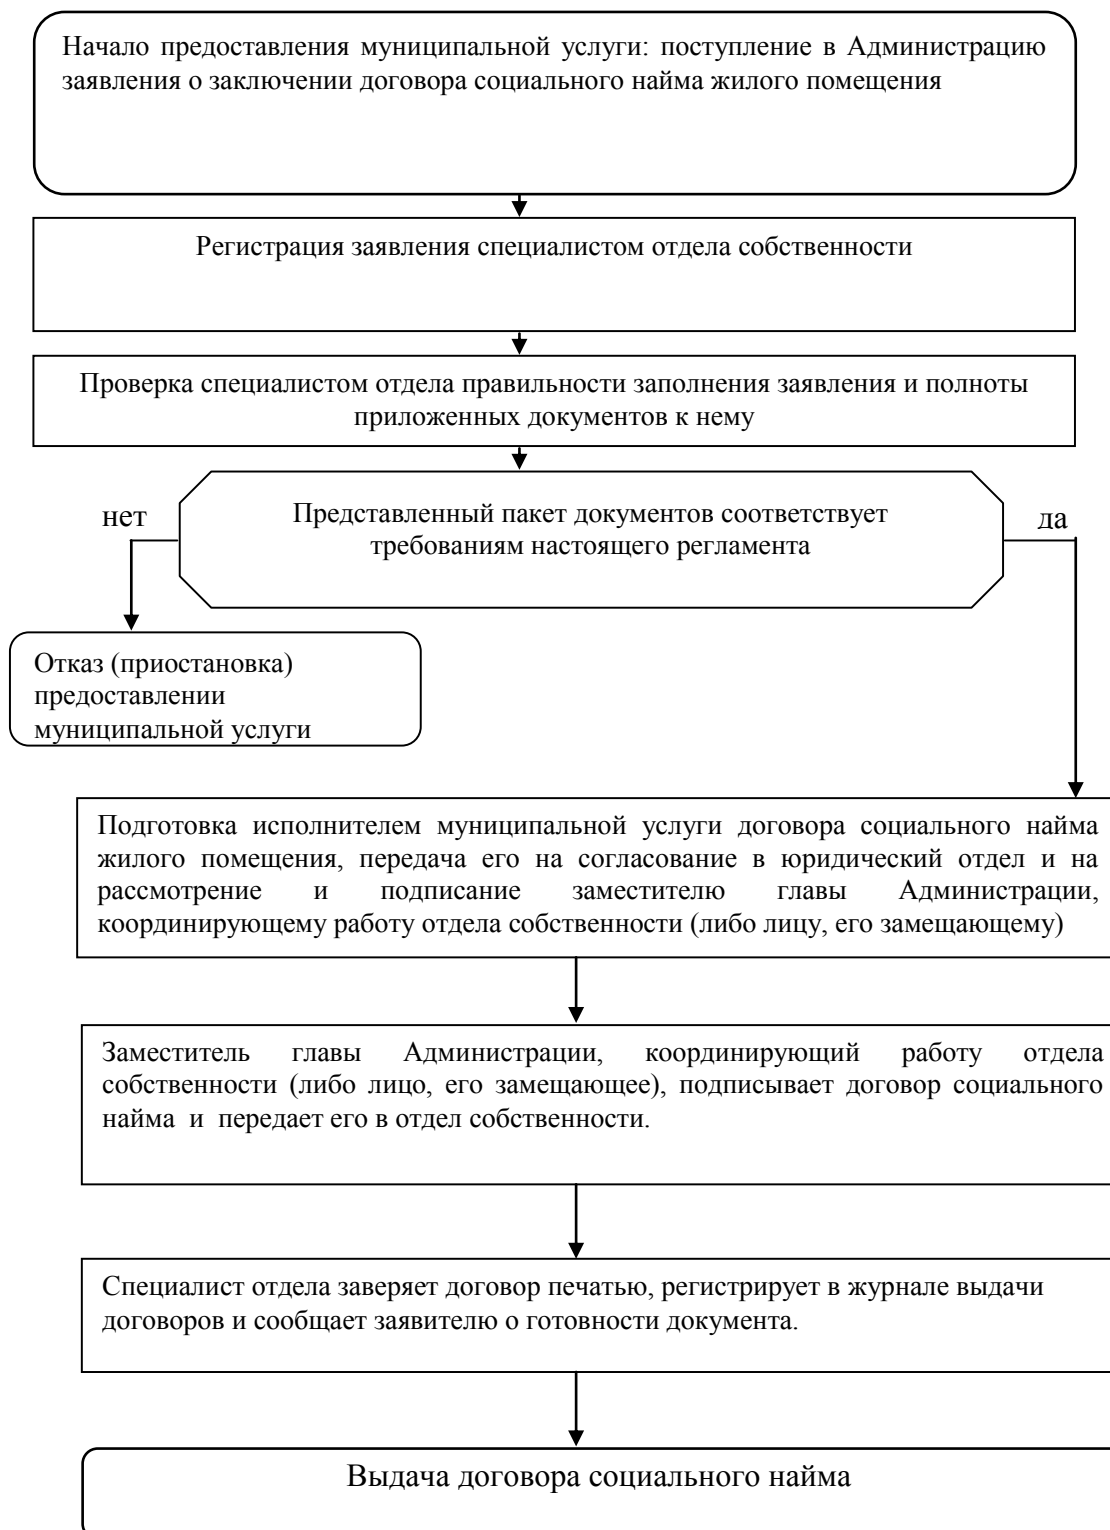 Начало предоставления муниципальной услуги: поступление в Администрацию
заявления о заключении договора социального найма жилого помещения
Регистрация заявления специалистом отдела собственности
Проверка специалистом отдела правильности заполнения заявления и полноты
приложенных документов к нему
нет
Представленный пакет документов соответствует
требованиям настоящего регламента
да
Отказ (приостановка)
предоставлении
муниципальной услуги
Подготовка исполнителем муниципальной услуги договора социального найма
жилого помещения, передача его на согласование в юридический отдел и на
рассмотрение и подписание заместителю главы Администрации,
координирующему работу отдела собственности (либо лицу, его замещающему)
Заместитель главы Администрации, координирующий работу отдела
собственности (либо лицо, его замещающее), подписывает договор социального
найма и передает его в отдел собственности.
Специалист отдела заверяет договор печатью, регистрирует в журнале выдачи
договоров и сообщает заявителю о готовности документа.
Выдача договора социального найма